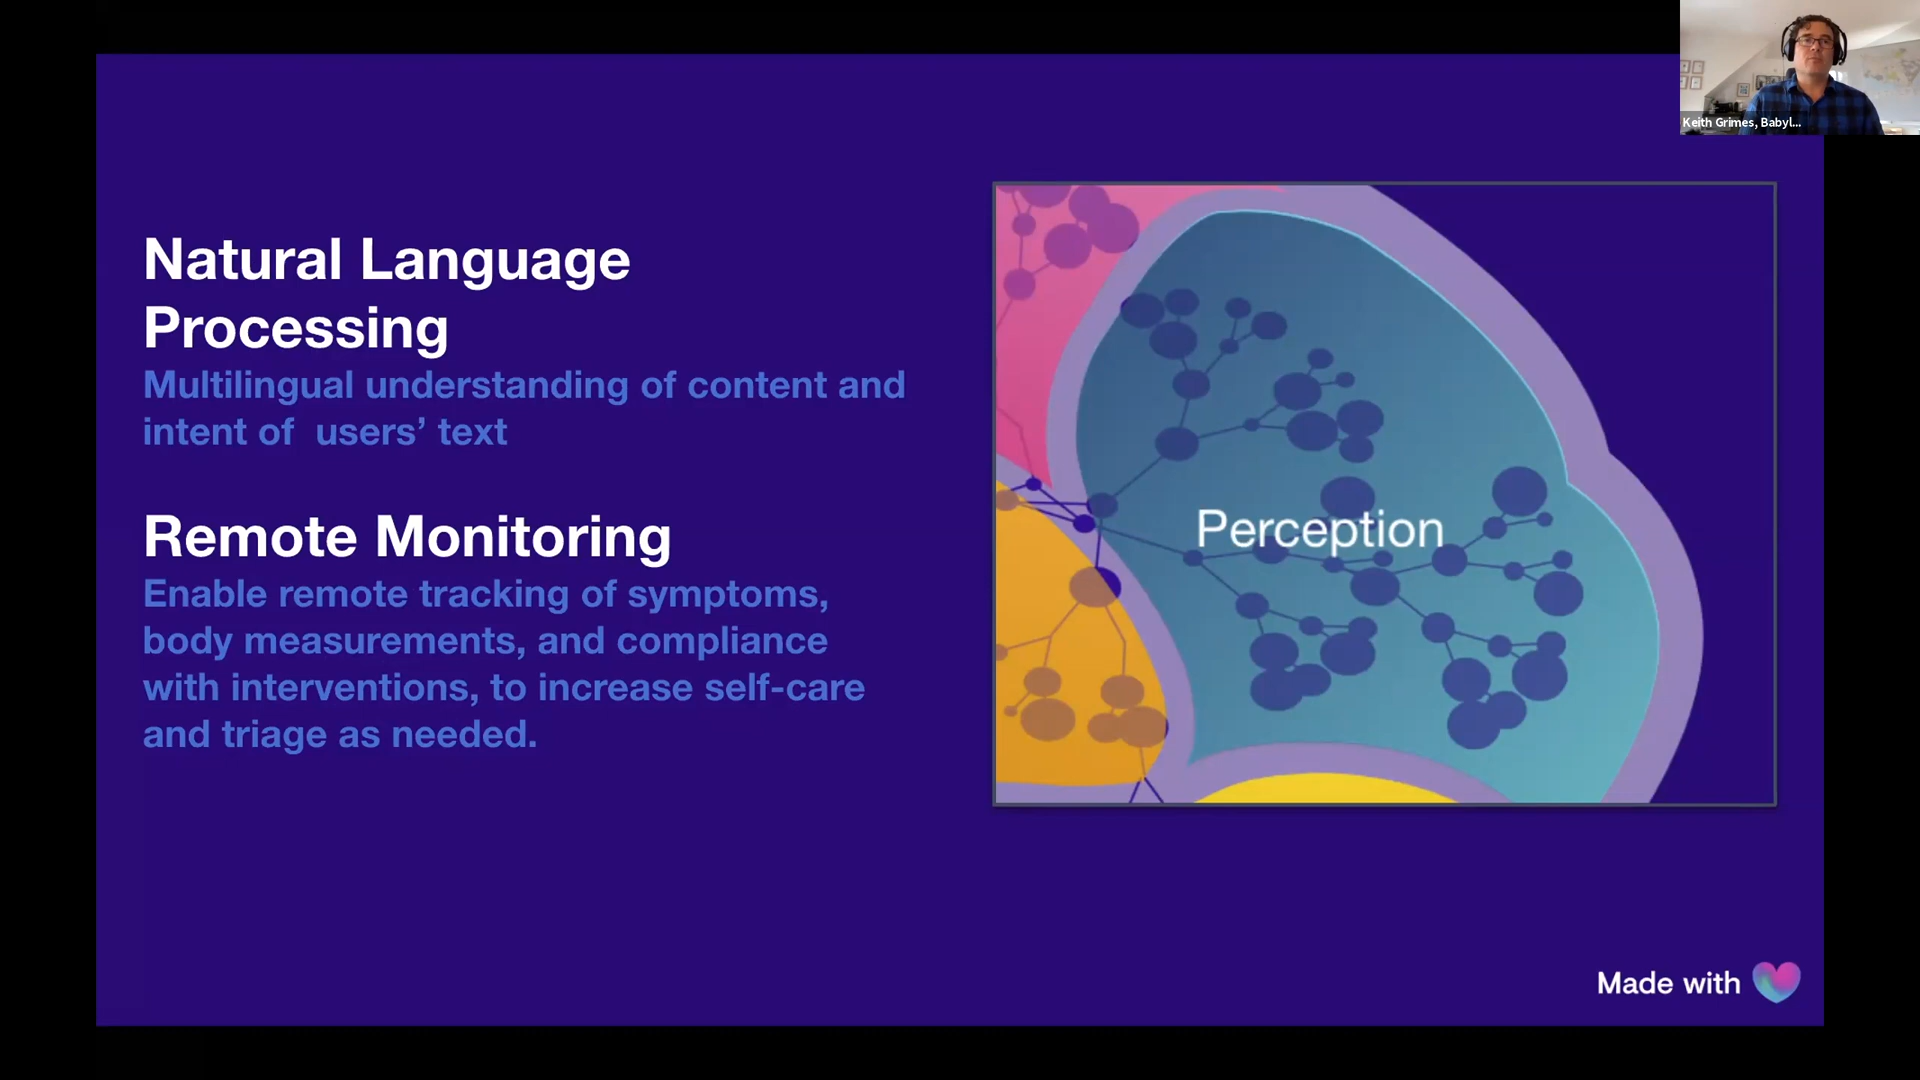 Keith Grimes, Babyl...
Natural Language
Processing
Multilingual understanding of content and
intent of  users’ text
Remote Monitoring
Enable remote tracking of symptoms,
body measurements, and compliance
with interventions, to increase self-care
and triage as needed.
Perception
Made with